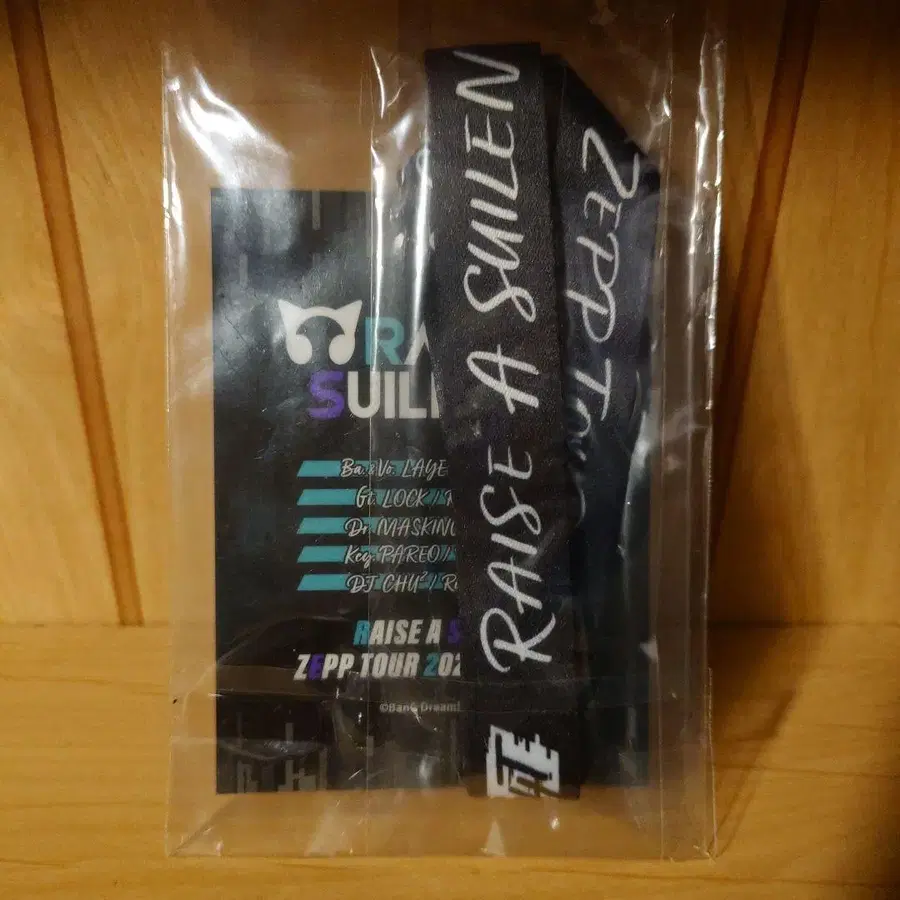 RA
SUIL
Ba.&Vo. LAYE
Gt. LOCK /
Dr. MASKING
Key. PAREO /
DJ CHU² / R
RAISE A S
ZEPP TOUR 202
©BanG Dream!
RAISE A SUILEN
ZEPP TOU